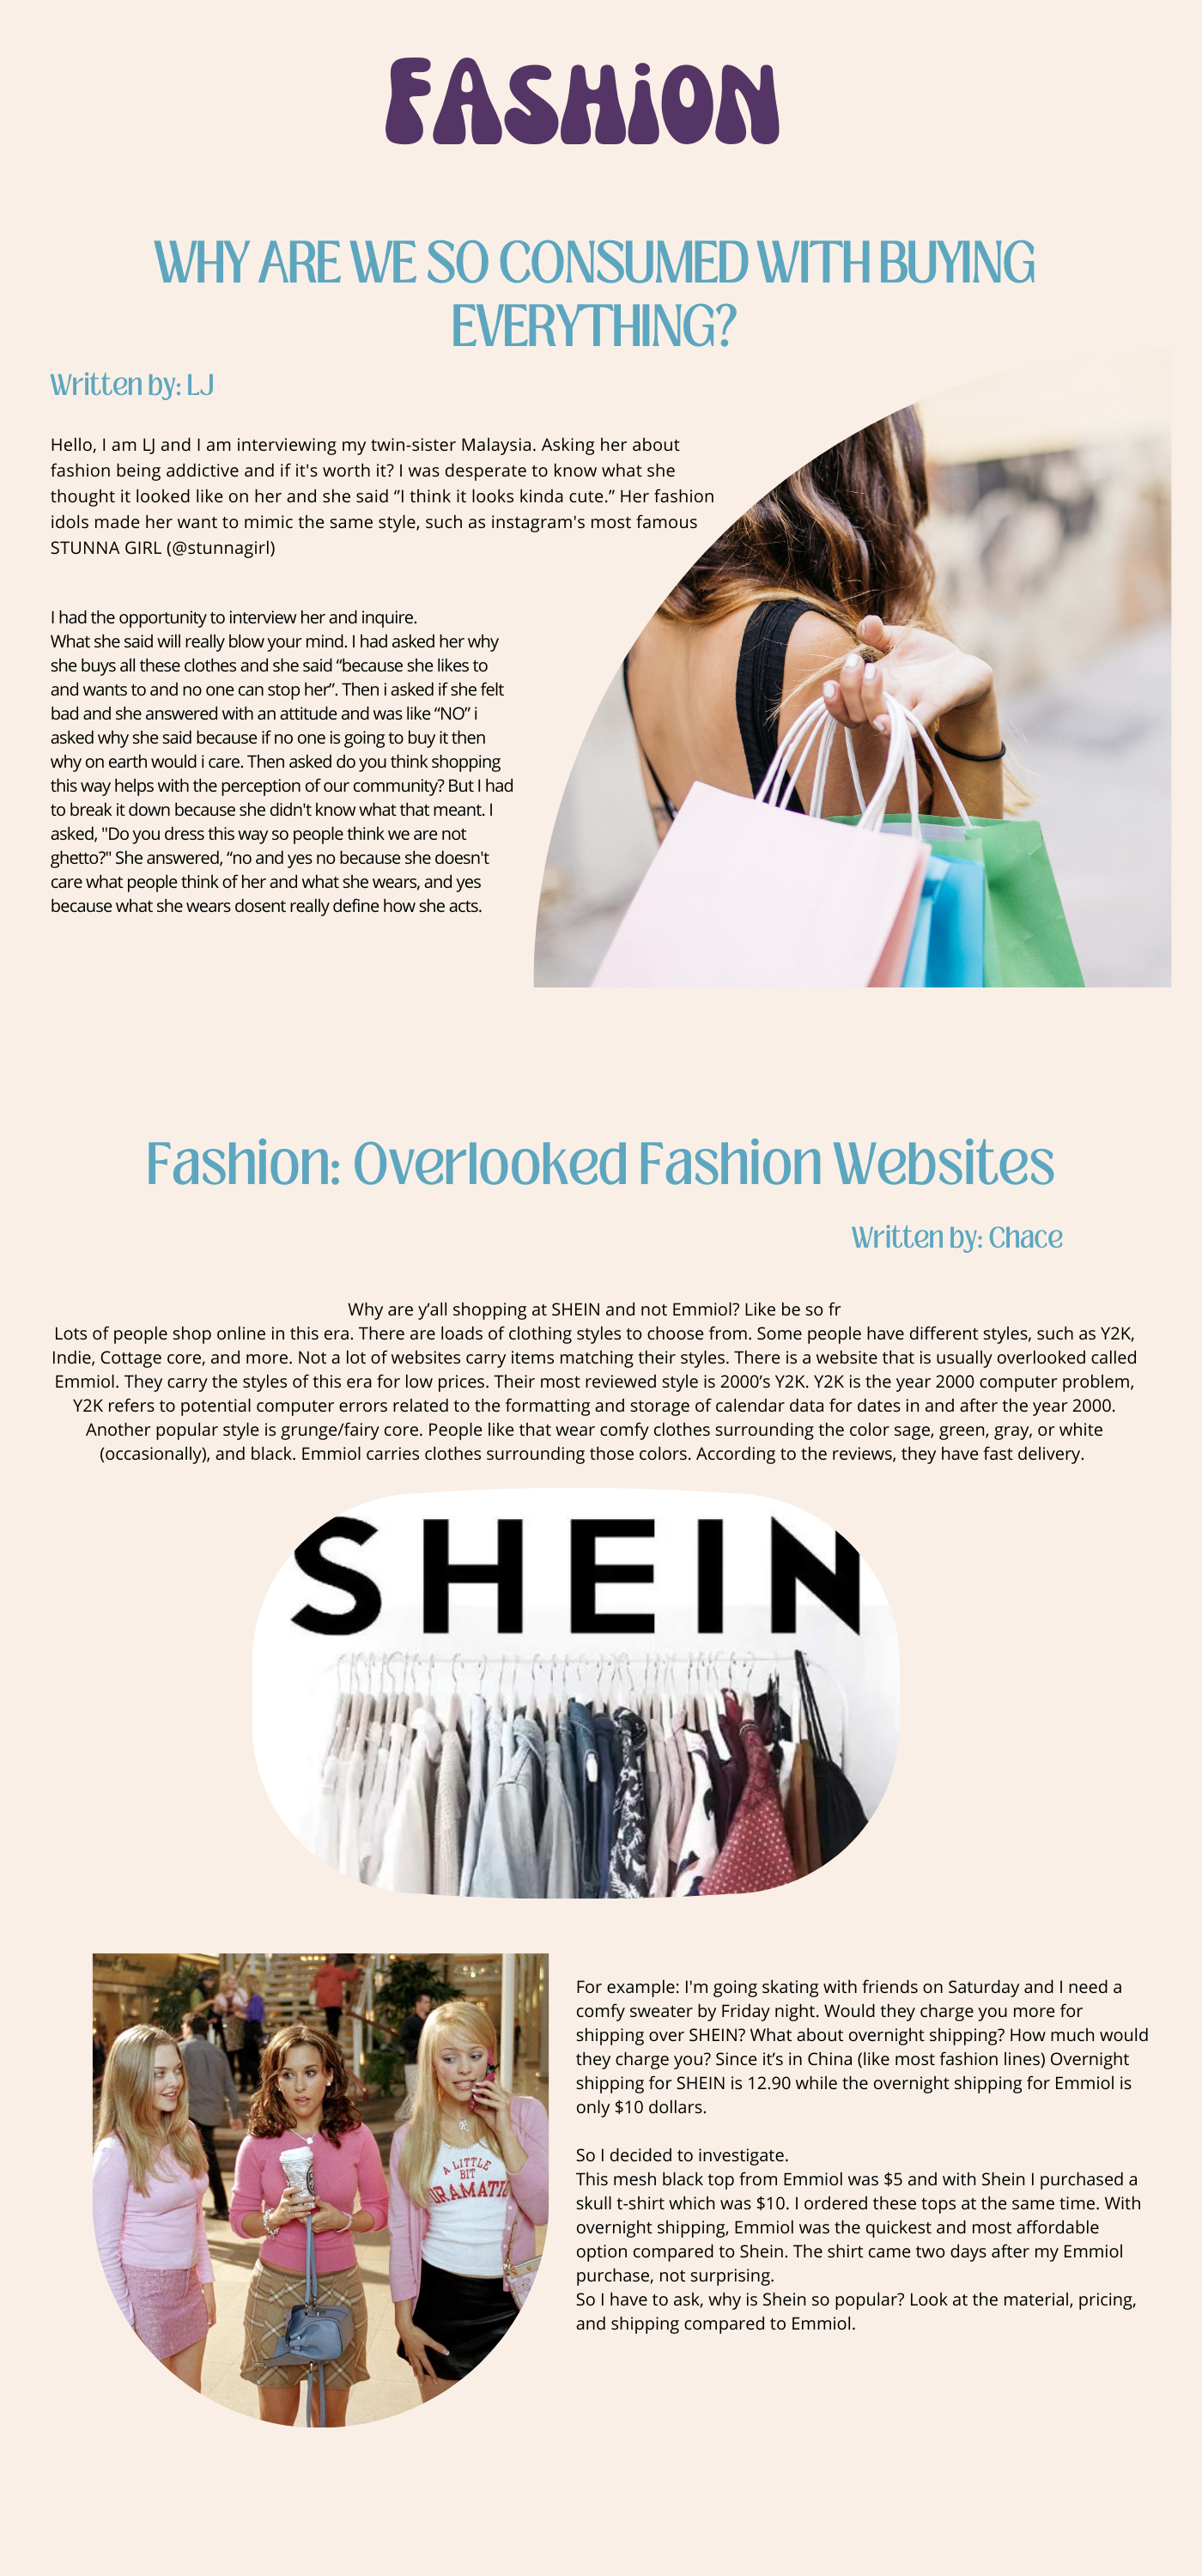 FASHiON
WHY ARE WE SO CONSUMED WITH BUYING
EVERYTHING?
Written by: LJ
Hello, I am LJ and I am interviewing my twin-sister Malaysia. Asking her about
fashion being addictive and if it's worth it? I was desperate to know what she
thought it looked like on her and she said “I think it looks kinda cute.” Her fashion
idols made her want to mimic the same style, such as instagram's most famous
STUNNA GIRL (@stunnagirl)
I had the opportunity to interview her and inquire.
What she said will really blow your mind. I had asked her why
she buys all these clothes and she said “because she likes to
and wants to and no one can stop her”. Then i asked if she felt
bad and she answered with an attitude and was like “NO” i
asked why she said because if no one is going to buy it then
why on earth would i care. Then asked do you think shopping
this way helps with the perception of our community? But I had
to break it down because she didn't know what that meant. I
asked, "Do you dress this way so people think we are not
ghetto?" She answered, “no and yes no because she doesn't
care what people think of her and what she wears, and yes
because what she wears dosent really define how she acts.
Fashion: Overlooked Fashion Websites
Written by: Chace
Why are y’all shopping at SHEIN and not Emmiol? Like be so fr
Lots of people shop online in this era. There are loads of clothing styles to choose from. Some people have different styles, such as Y2K,
Indie, Cottage core, and more. Not a lot of websites carry items matching their styles. There is a website that is usually overlooked called
Emmiol. They carry the styles of this era for low prices. Their most reviewed style is 2000’s Y2K. Y2K is the year 2000 computer problem,
Y2K refers to potential computer errors related to the formatting and storage of calendar data for dates in and after the year 2000.
Another popular style is grunge/fairy core. People like that wear comfy clothes surrounding the color sage, green, gray, or white
(occasionally), and black. Emmiol carries clothes surrounding those colors. According to the reviews, they have fast delivery.
SHEIN
For example: I'm going skating with friends on Saturday and I need a
comfy sweater by Friday night. Would they charge you more for
shipping over SHEIN? What about overnight shipping? How much would
they charge you? Since it’s in China (like most fashion lines) Overnight
shipping for SHEIN is 12.90 while the overnight shipping for Emmiol is
only $10 dollars.
So I decided to investigate.
This mesh black top from Emmiol was $5 and with Shein I purchased a
skull t-shirt which was $10. I ordered these tops at the same time. With
overnight shipping, Emmiol was the quickest and most affordable
option compared to Shein. The shirt came two days after my Emmiol
purchase, not surprising.
So I have to ask, why is Shein so popular? Look at the material, pricing,
and shipping compared to Emmiol.
A LITTLE
BIT
DRAMATIC